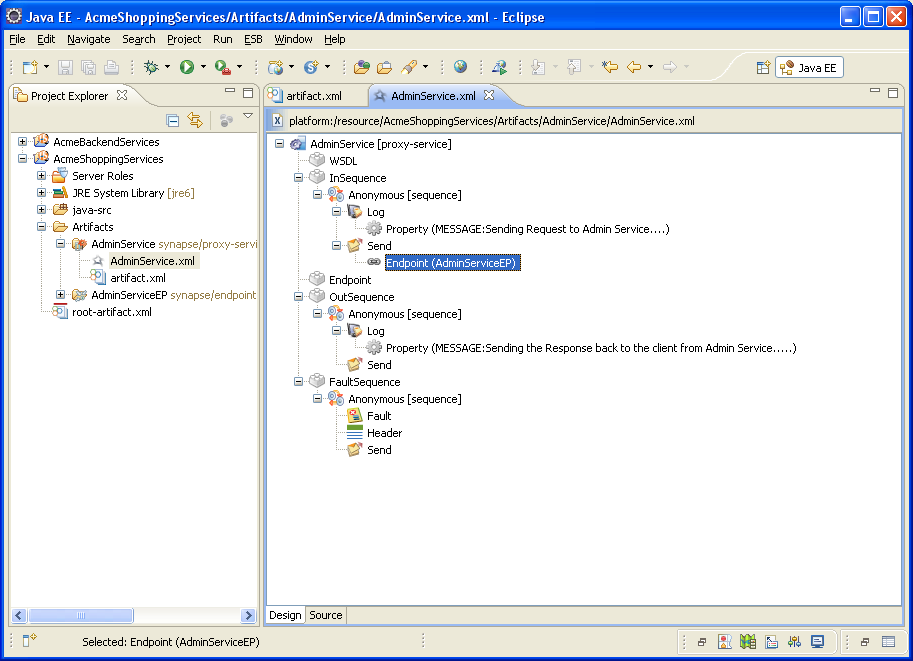 Java EE - AcmeShoppingServices/Artifacts/AdminService/AdminService.xml - Eclipse
File Edit Navigate Search Project Run ESB Window Help
Java EE
Project Explorer
artifact.xml
AdminService.xml
platform:/resource/AcmeShoppingServices/Artifacts/AdminService/AdminService.xml
AcmeBackendServices
AcmeShoppingServices
Server Roles
JRE System Library [jre6]
java-src
Artifacts
AdminService synapse/proxy-servi
AdminService.xml
artifact.xml
AdminServiceEP synapse/endpoint
root-artifact.xml
AdminService [proxy-service]
WSDL
InSequence
Anonymous [sequence]
Log
Property (MESSAGE:Sending Request to Admin Service....)
Send
Endpoint (AdminServiceEP)
Endpoint
OutSequence
Anonymous [sequence]
Log
Property (MESSAGE:Sending the Response back to the client from Admin Service.....)
Send
FaultSequence
Anonymous [sequence]
Fault
Header
Send
Design Source
Selected: Endpoint (AdminServiceEP)